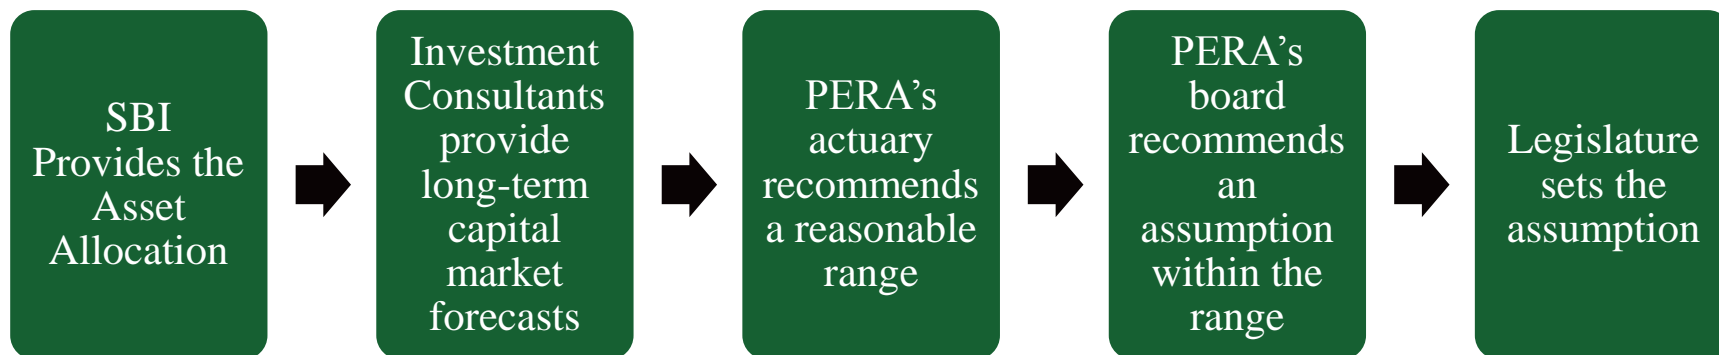 SBI
Provides the
Asset
Allocation
Investment
Consultants
provide
long-term
capital
market
forecasts
PERA’s
actuary
recommends
a reasonable
range
PERA’s
board
recommends
an
assumption
within the
range
Legislature
sets the
assumption